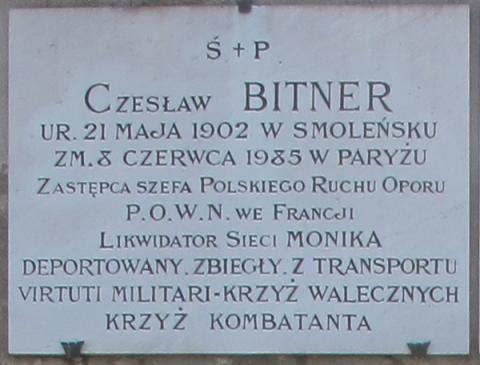 Ś + P
Czesław BITNER
UR. 21 MAJA 1902 W SMOLEŃSKU
ZM. 8 CZERWCA 1985 W PARYŻU
Zastępca szefa Polskiego Ruchu Oporu
P.O.W.N. we Francji
Likwidator Sieci MONIKA
DEPORTOWANY. ZBIEGŁY. Z TRANSPORTU
VIRTUTI MILITARI - KRZYŻ WALECZNYCH
KRZYŻ KOMBATANTA